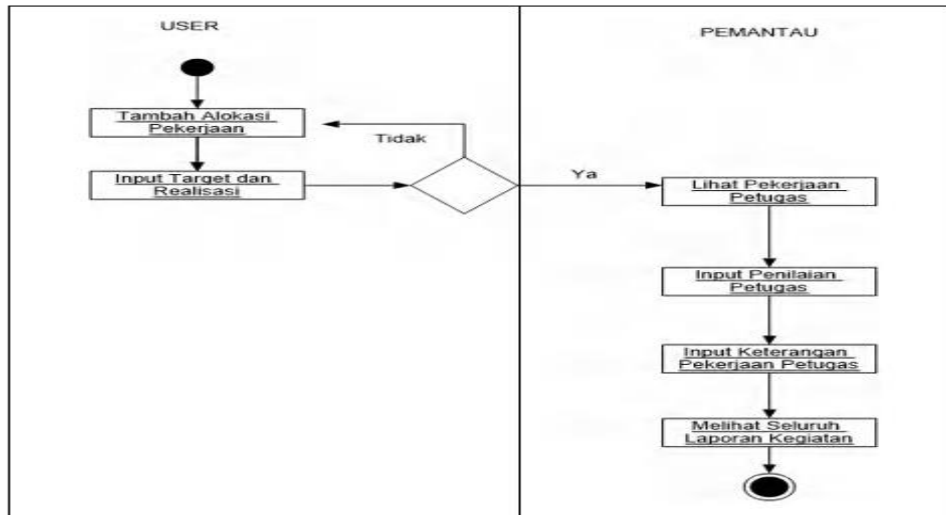 USER
PEMANTAU
Tambah Alokasi
Pekerjaan
Tidak
Input Target dan
Realisasi
Ya
Lihat Pekerjaan
Petugas
Input Penilaian
Petugas
Input Keterangan
Pekerjaan Petugas
Melihat Seluruh
Laporan Kegiatan